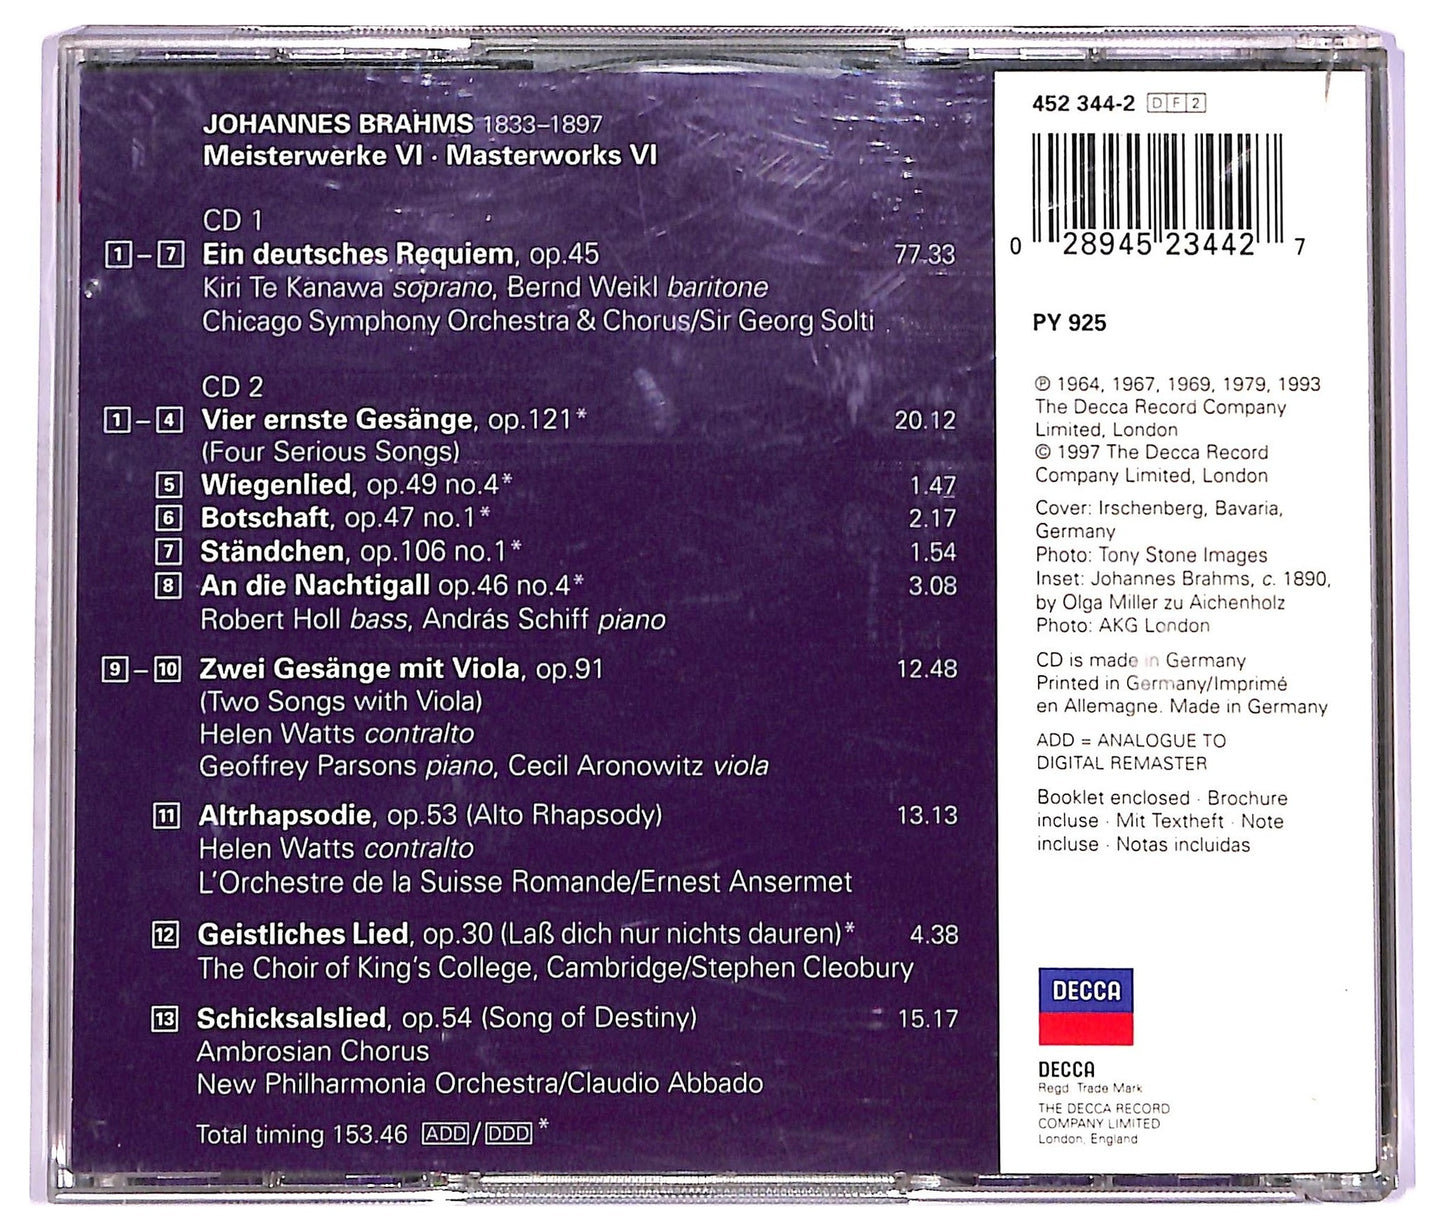 JOHANNES BRAHMS 1833–1897
Meisterwerke VI · Masterworks VI
CD 1
1 – 7 Ein deutsches Requiem, op.45 77.33
Kiri Te Kanawa soprano, Bernd Weikl baritone
Chicago Symphony Orchestra & Chorus/Sir Georg Solti
CD 2
1 – 4 Vier ernste Gesänge, op.121* 20.12
(Four Serious Songs)
5 Wiegenlied, op.49 no.4* 1.47
6 Botschaft, op.47 no.1* 2.17
7 Ständchen, op.106 no.1* 1.54
8 An die Nachtigall op.46 no.4* 3.08
Robert Holl bass, András Schiff piano
9 – 10 Zwei Gesänge mit Viola, op.91 12.48
(Two Songs with Viola)
Helen Watts contralto
Geoffrey Parsons piano, Cecil Aronowitz viola
11 Altrhapsodie, op.53 (Alto Rhapsody) 13.13
Helen Watts contralto
L'Orchestre de la Suisse Romande/Ernest Ansermet
12 Geistliches Lied, op.30 (Laß dich nur nichts dauren)* 4.38
The Choir of King's College, Cambridge/Stephen Cleobury
13 Schicksalslied, op.54 (Song of Destiny) 15.17
Ambrosian Chorus
New Philharmonia Orchestra/Claudio Abbado
Total timing 153.46 ADD/DDD*
452 344-2 DF2
0 28945 23442 7
PY 925
℗ 1964, 1967, 1969, 1979, 1993
The Decca Record Company
Limited, London
© 1997 The Decca Record
Company Limited, London
Cover: Irschenberg, Bavaria,
Germany
Photo: Tony Stone Images
Inset: Johannes Brahms, c. 1890,
by Olga Miller zu Aichenholz
Photo: AKG London
CD is made in Germany
Printed in Germany/Imprimé
en Allemagne. Made in Germany
ADD = ANALOGUE TO
DIGITAL REMASTER
Booklet enclosed · Brochure
incluse · Mit Textheft · Note
incluse · Notas incluidas
DECCA
DECCA
Regd. Trade Mark
THE DECCA RECORD
COMPANY LIMITED
London, England